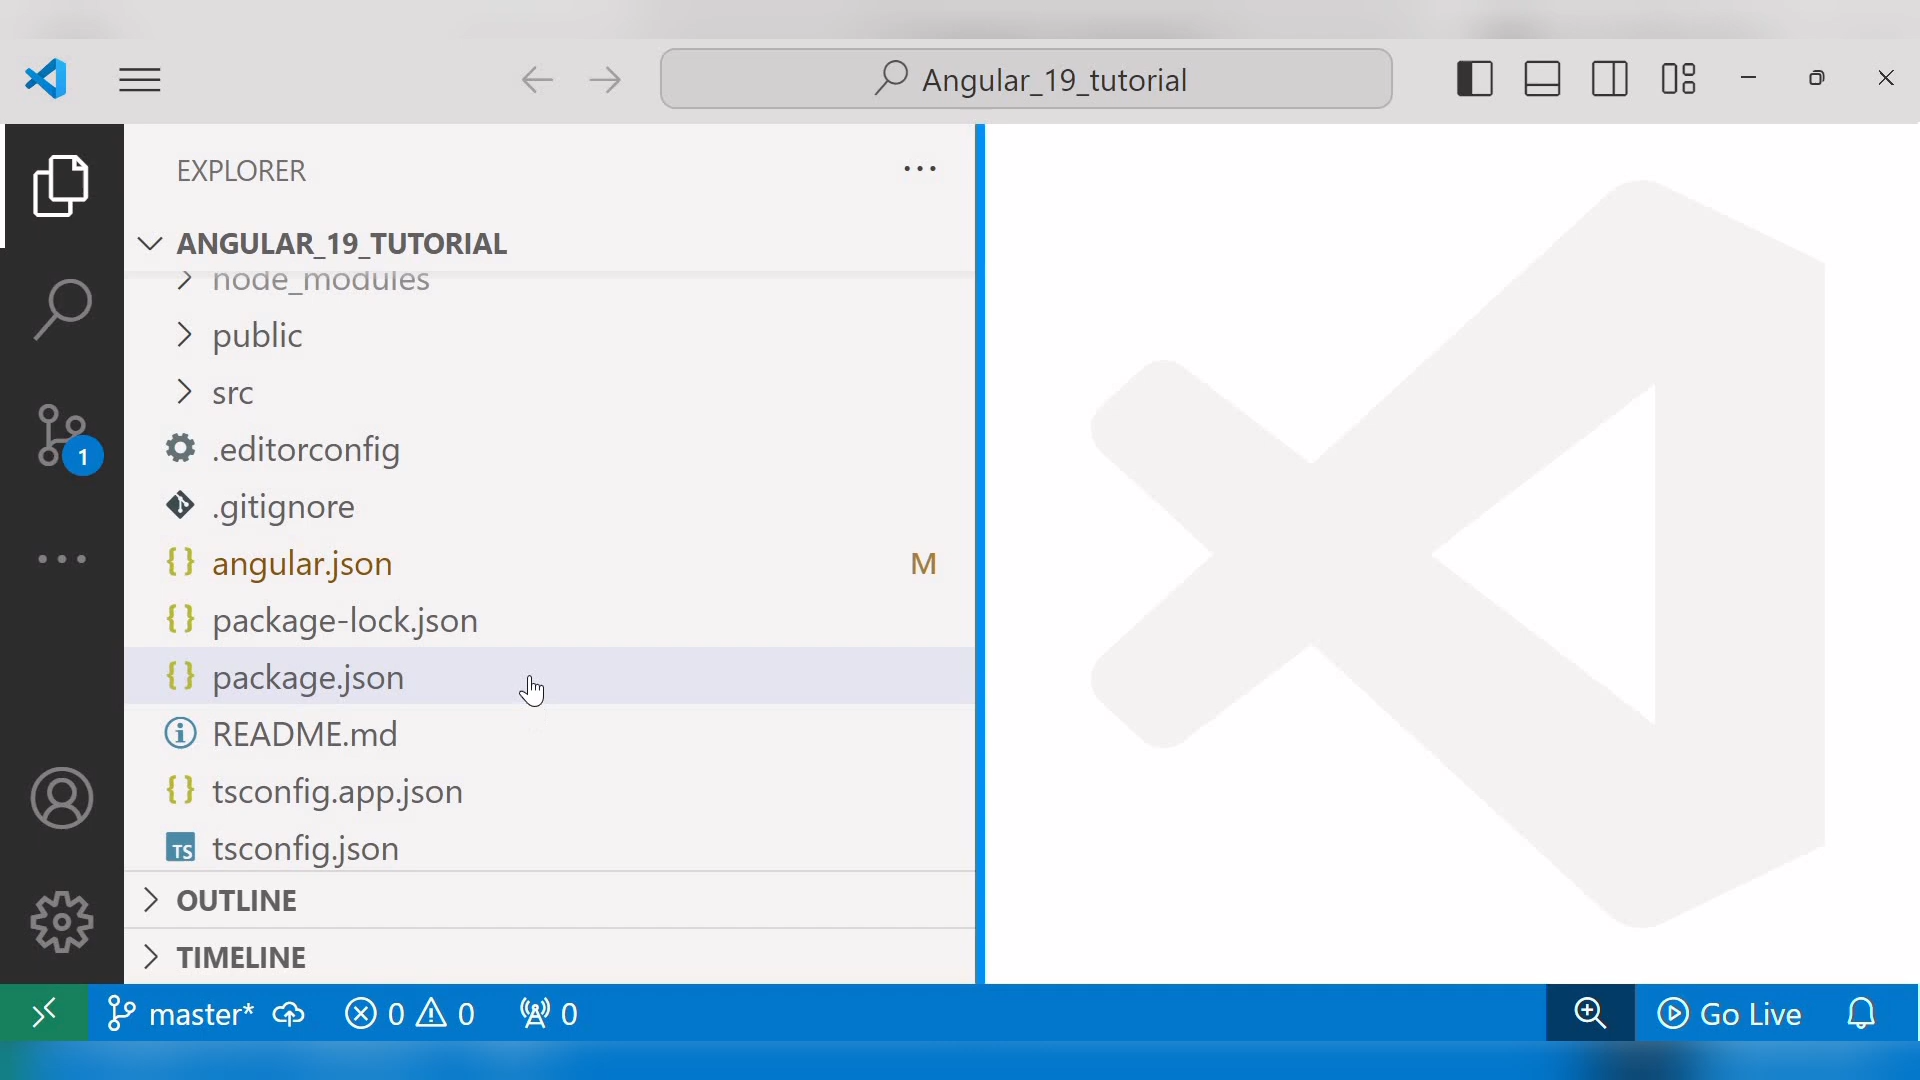 Angular_19_tutorial
EXPLORER
ANGULAR_19_TUTORIAL
node_modules
public
src
.editorconfig
.gitignore
angular.json M
package-lock.json
package.json
README.md
tsconfig.app.json
TS tsconfig.json
OUTLINE
TIMELINE
1
master* 0 0 0 Go Live